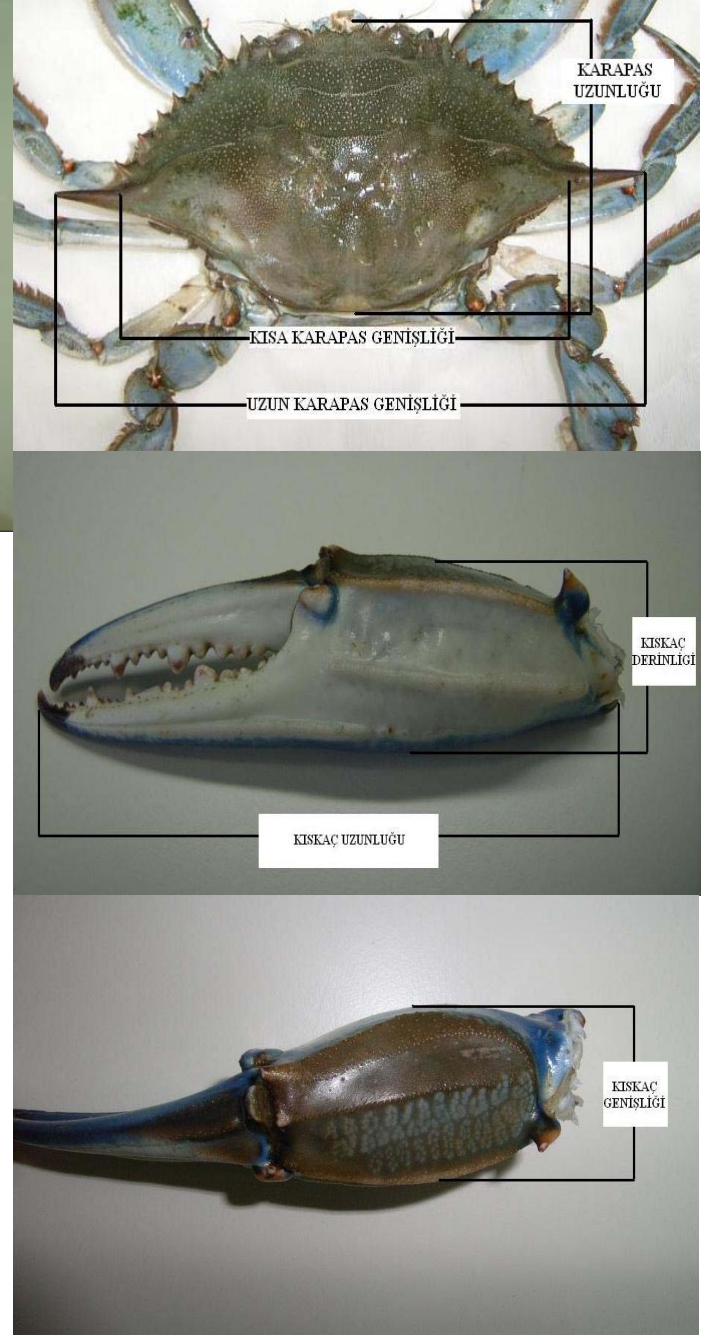 KARAPAS
UZUNLUĞU
KISA KARAPAS GENİŞLİĞİ
UZUN KARAPAS GENİŞLİĞİ
KISKAÇ
DERİNLİGİ
KISKAÇ UZUNLUĞU
KISKAÇ
GENİŞLİĞİ